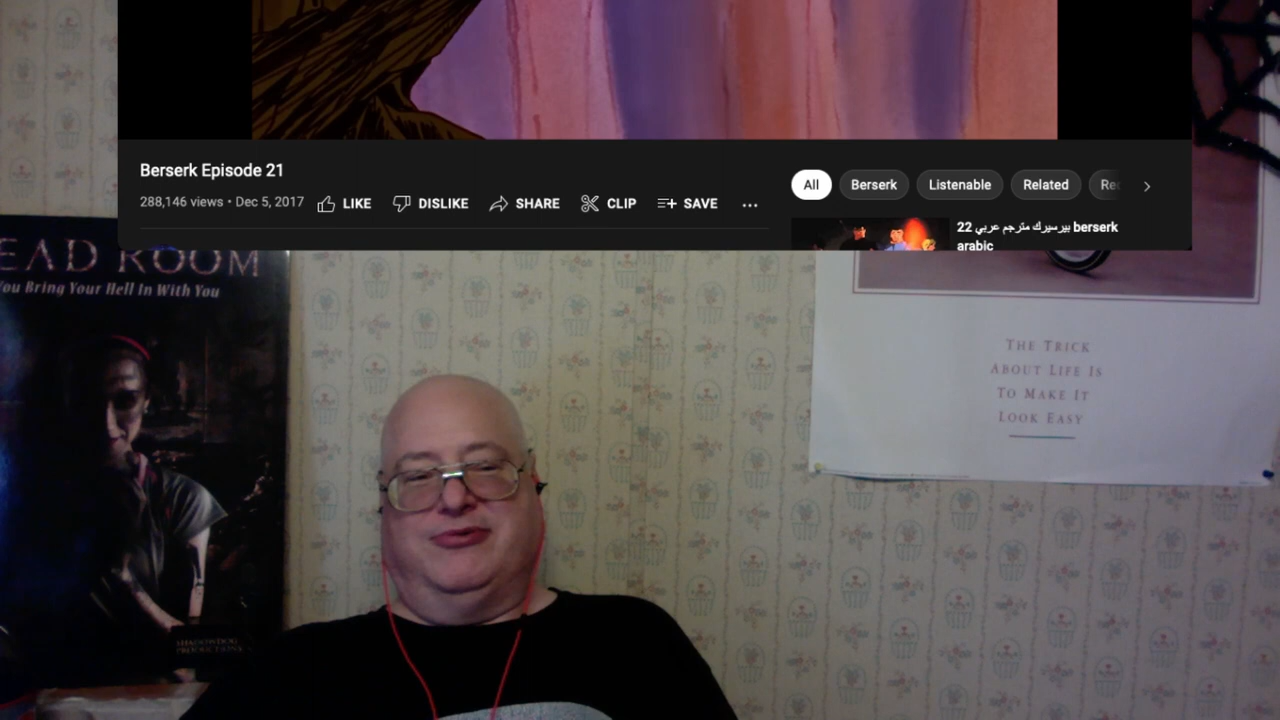 Berserk Episode 21
288,146 views • Dec 5, 2017 LIKE DISLIKE SHARE CLIP SAVE ...
All Berserk Listenable Related
بيرسيرك مترجم عربي 22 berserk
arabic
EAD ROOM
You Bring Your Hell In With You
THE TRICK
ABOUT LIFE IS
TO MAKE IT
LOOK EASY
SHADOWDOG
PRODUCTIONS